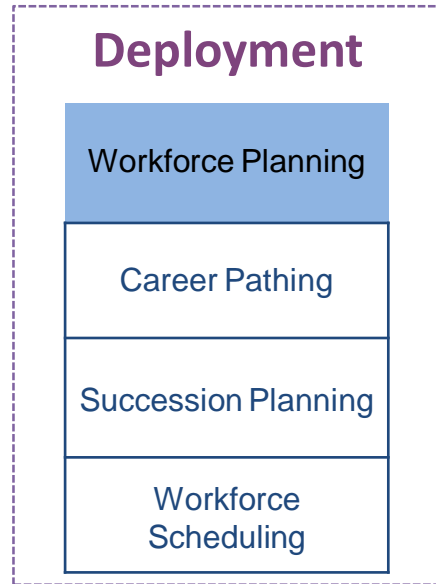 Deployment
Workforce Planning
Career Pathing
Succession Planning
Workforce
Scheduling